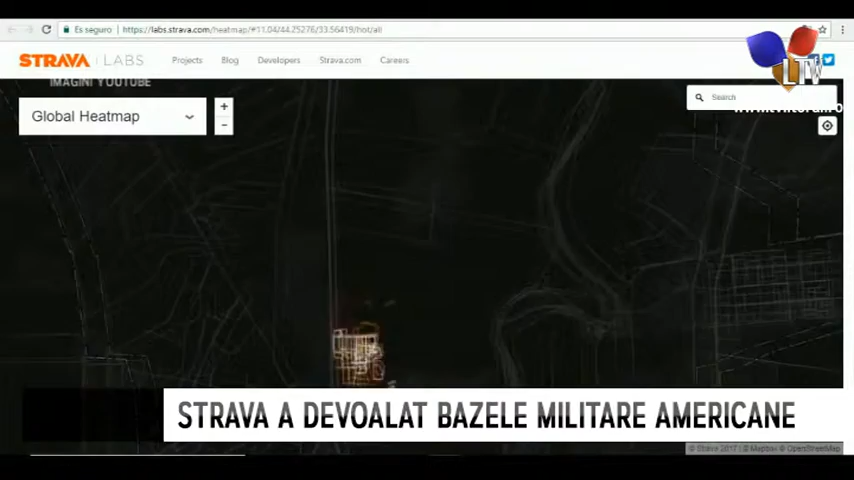 Es seguro
https://labs.strava.com/heatmap/#11.04/44.25276/33.56419/hot/all
STRAVA LABS
Projects
Blog
Developers
Strava.com
Careers
LTV
IMAGINI YOUTUBE
Global Heatmap
+
-
Search
STRAVA A DEVOALAT BAZELE MILITARE AMERICANE
© Strava 2017 | © Mapbox © OpenStreetMap